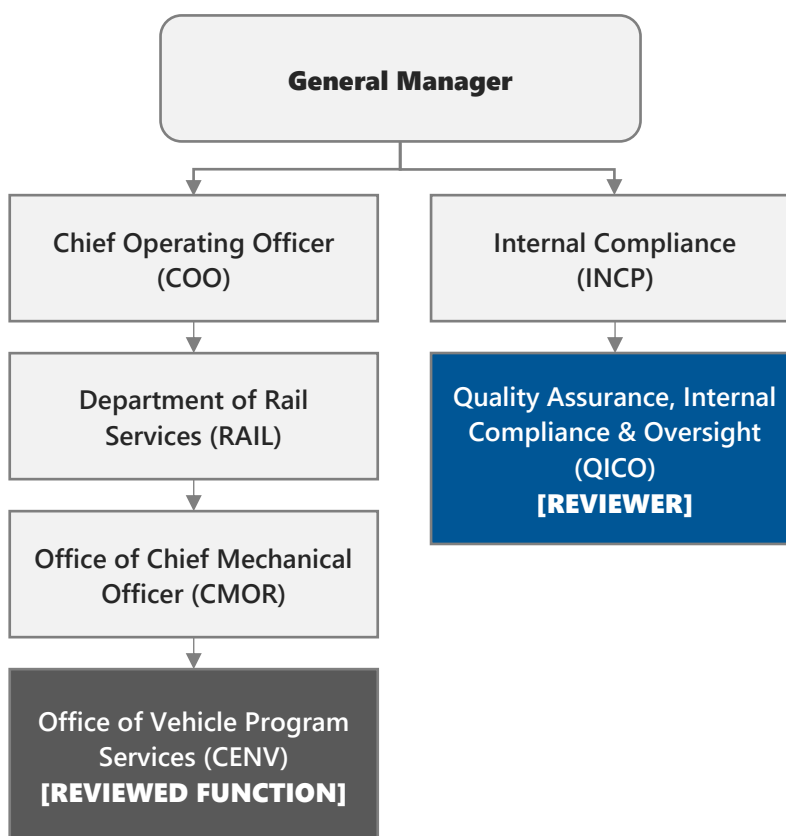 General Manager
Chief Operating Officer
(COO)
Internal Compliance
(INCP)
Department of Rail
Services (RAIL)
Quality Assurance, Internal
Compliance & Oversight
(QICO)
[REVIEWER]
Office of Chief Mechanical
Officer (CMOR)
Office of Vehicle Program
Services (CENV)
[REVIEWED FUNCTION]